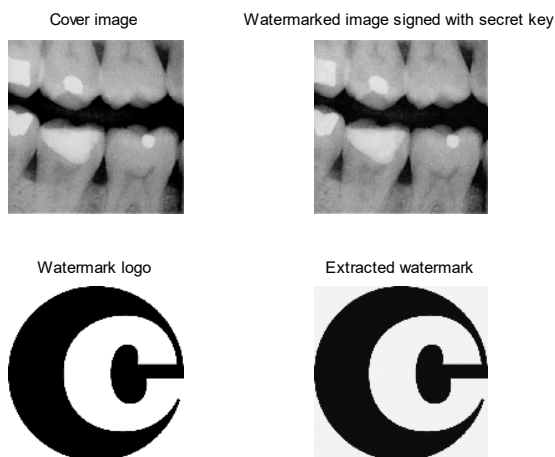 Cover image
Watermarked image signed with secret key
Watermark logo
Extracted watermark